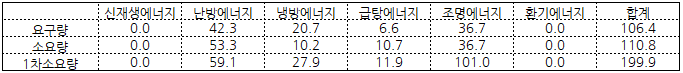 신재생에너지 난방에너지 냉방에너지 급탕에너지 조명에너지 환기에너지 합계
요구량 0.0 42.3 20.7 6.6 36.7 0.0 106.4
소요량 0.0 53.3 10.2 10.7 36.7 0.0 110.8
1차소요량 0.0 59.1 27.9 11.9 101.0 0.0 199.9